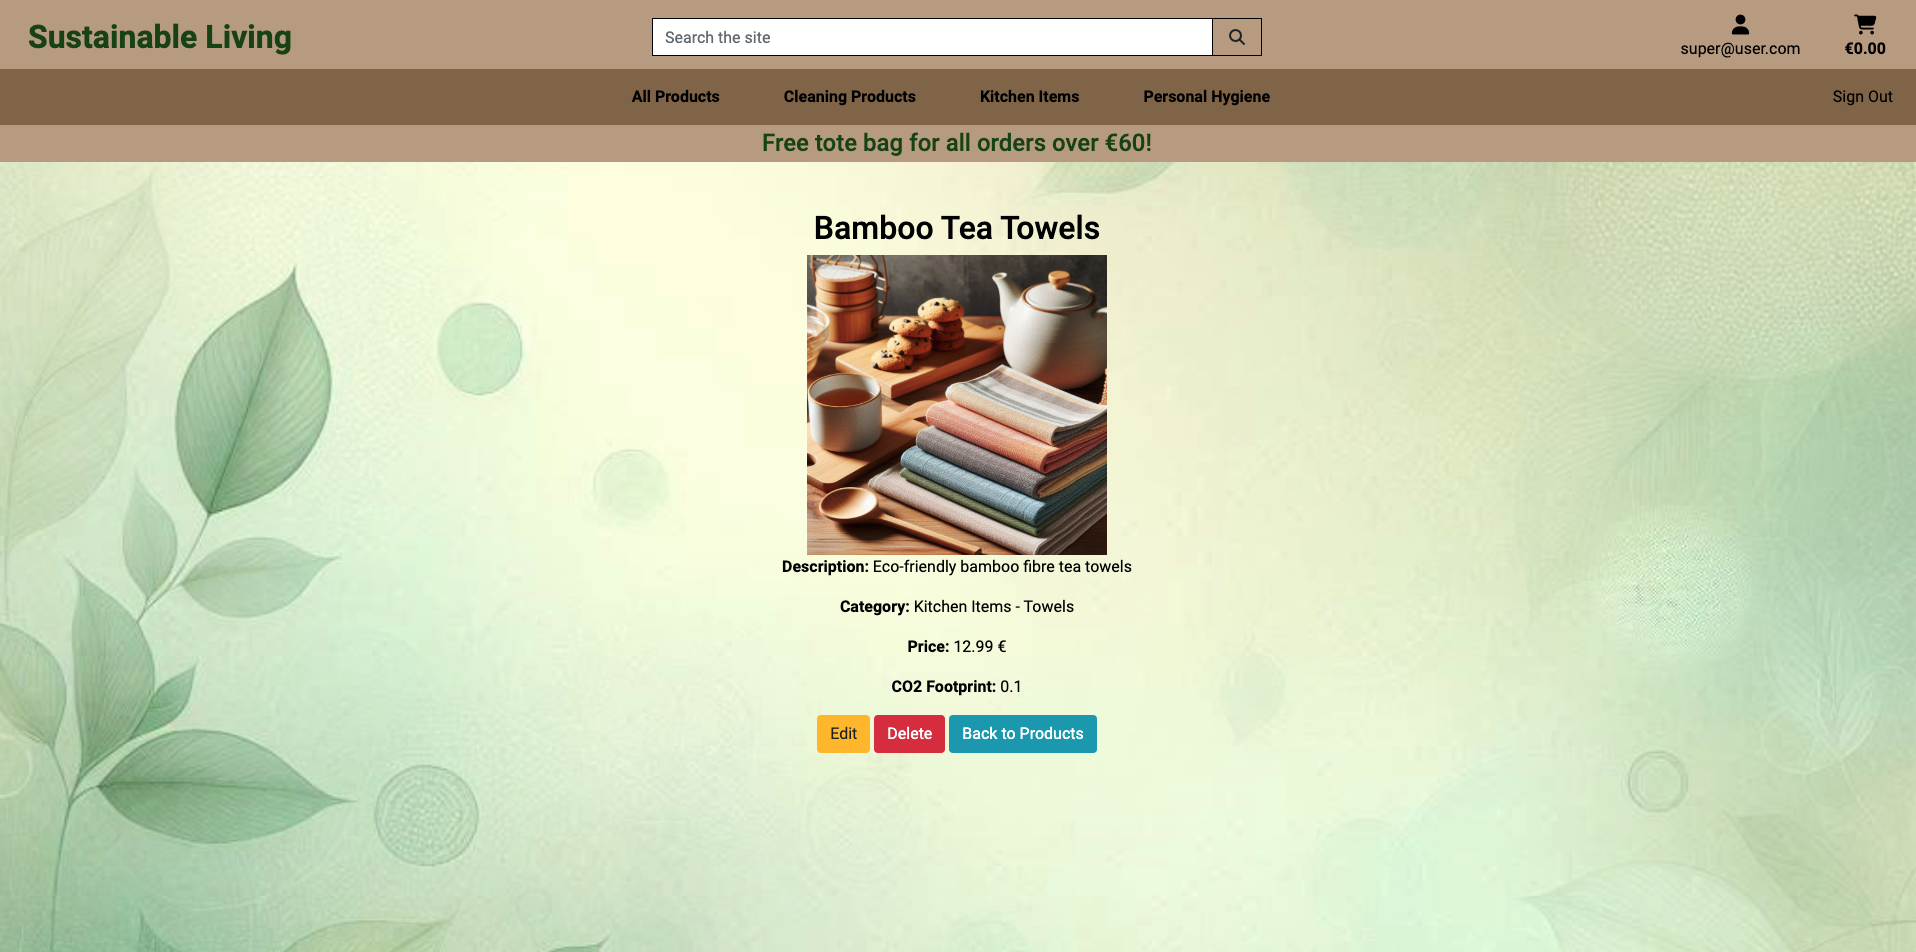 Sustainable Living
Search the site
super@user.com
€0.00
All Products
Cleaning Products
Kitchen Items
Personal Hygiene
Sign Out
Free tote bag for all orders over €60!
Bamboo Tea Towels
Description: Eco-friendly bamboo fibre tea towels
Category: Kitchen Items - Towels
Price: 12.99 €
CO2 Footprint: 0.1
Edit
Delete
Back to Products